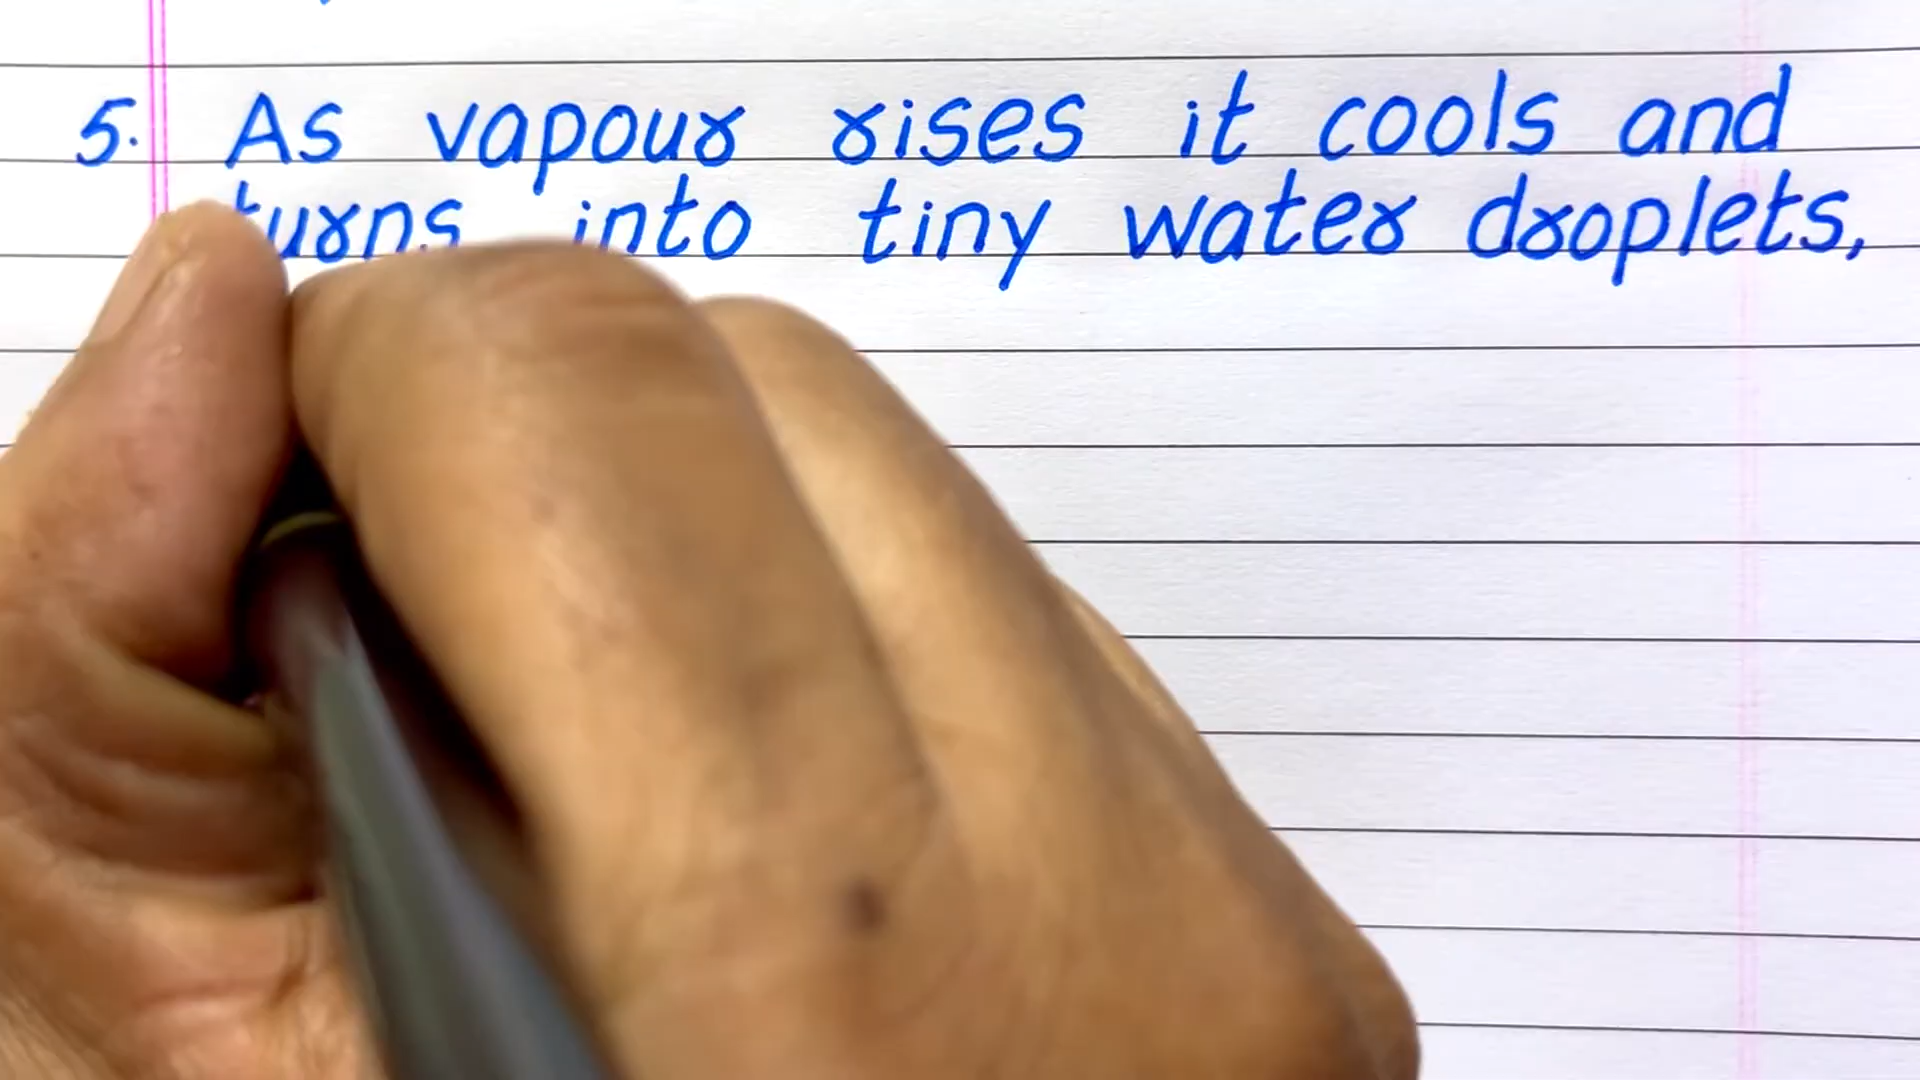 5. As vapour rises it cools and
turns into tiny water droplets,